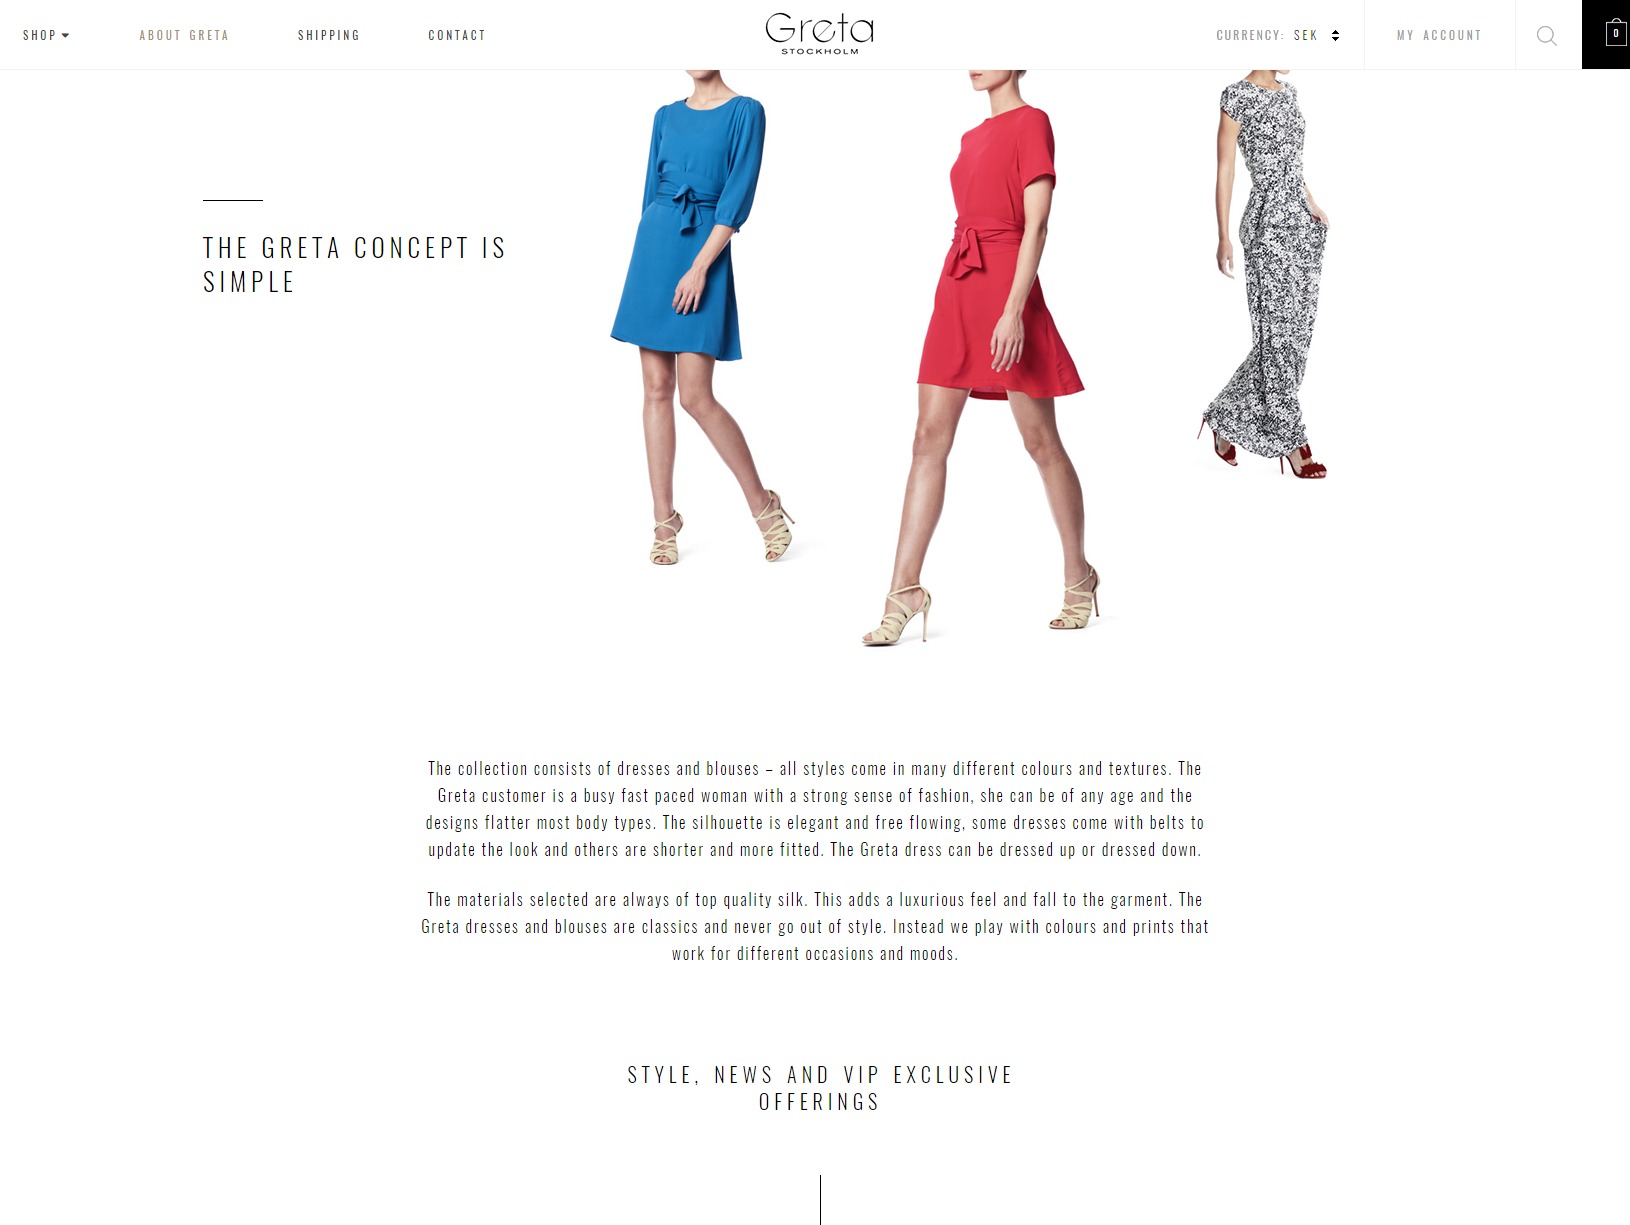 SHOP
ABOUT GRETA
SHIPPING
CONTACT
Greta
STOCKHOLM
CURRENCY: SEK
MY ACCOUNT
0
THE GRETA CONCEPT IS
SIMPLE
The collection consists of dresses and blouses – all styles come in many different colours and textures. The
Greta customer is a busy fast paced woman with a strong sense of fashion, she can be of any age and the
designs flatter most body types. The silhouette is elegant and free flowing, some dresses come with belts to
update the look and others are shorter and more fitted. The Greta dress can be dressed up or dressed down.
The materials selected are always of top quality silk. This adds a luxurious feel and fall to the garment. The
Greta dresses and blouses are classics and never go out of style. Instead we play with colours and prints that
work for different occasions and moods.
STYLE, NEWS AND VIP EXCLUSIVE
OFFERINGS